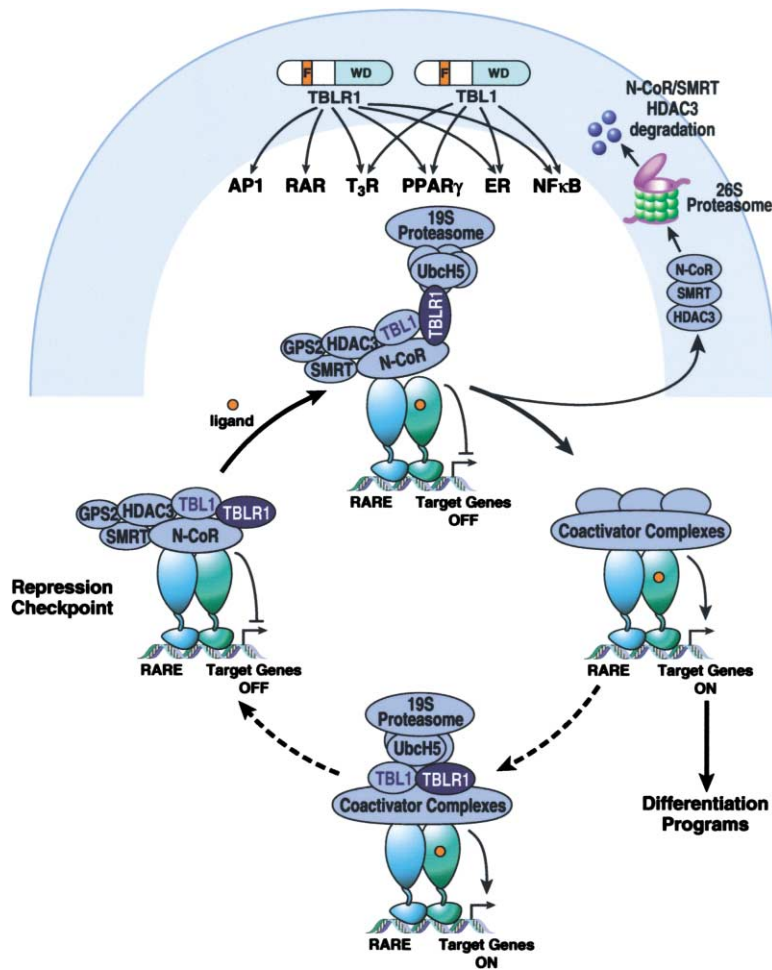 F WD
F WD
TBLR1
TBL1
AP1
RAR
T3R
PPARγ
ER
NFκB
N-CoR/SMRT
HDAC3
degradation
26S
Proteasome
N-CoR
SMRT
HDAC3
19S
Proteasome
UbcH5
TBLR1
TBL1
GPS2
HDAC3
SMRT
N-CoR
ligand
RARE
Target Genes
OFF
GPS2
HDAC3
TBL1
TBLR1
SMRT
N-CoR
Repression
Checkpoint
RARE
Target Genes
OFF
Coactivator Complexes
RARE
Target Genes
ON
Differentiation
Programs
19S
Proteasome
UbcH5
TBL1
TBLR1
Coactivator Complexes
RARE
Target Genes
ON